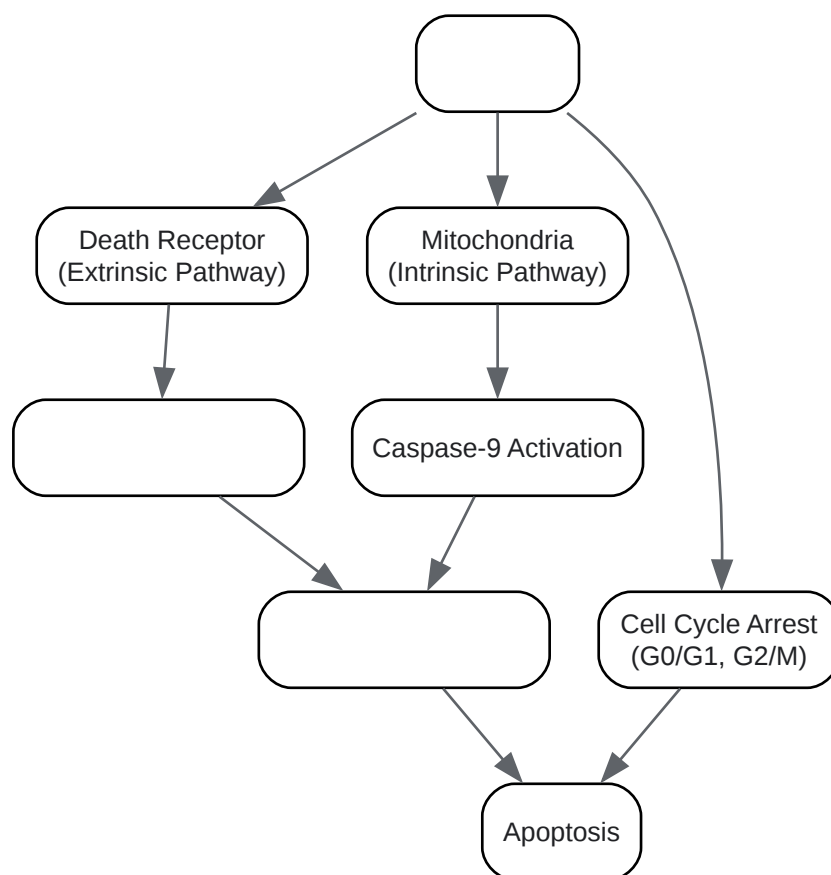 Death Receptor
(Extrinsic Pathway)
Mitochondria
(Intrinsic Pathway)
Caspase-9 Activation
Cell Cycle Arrest
(G0/G1, G2/M)
Apoptosis